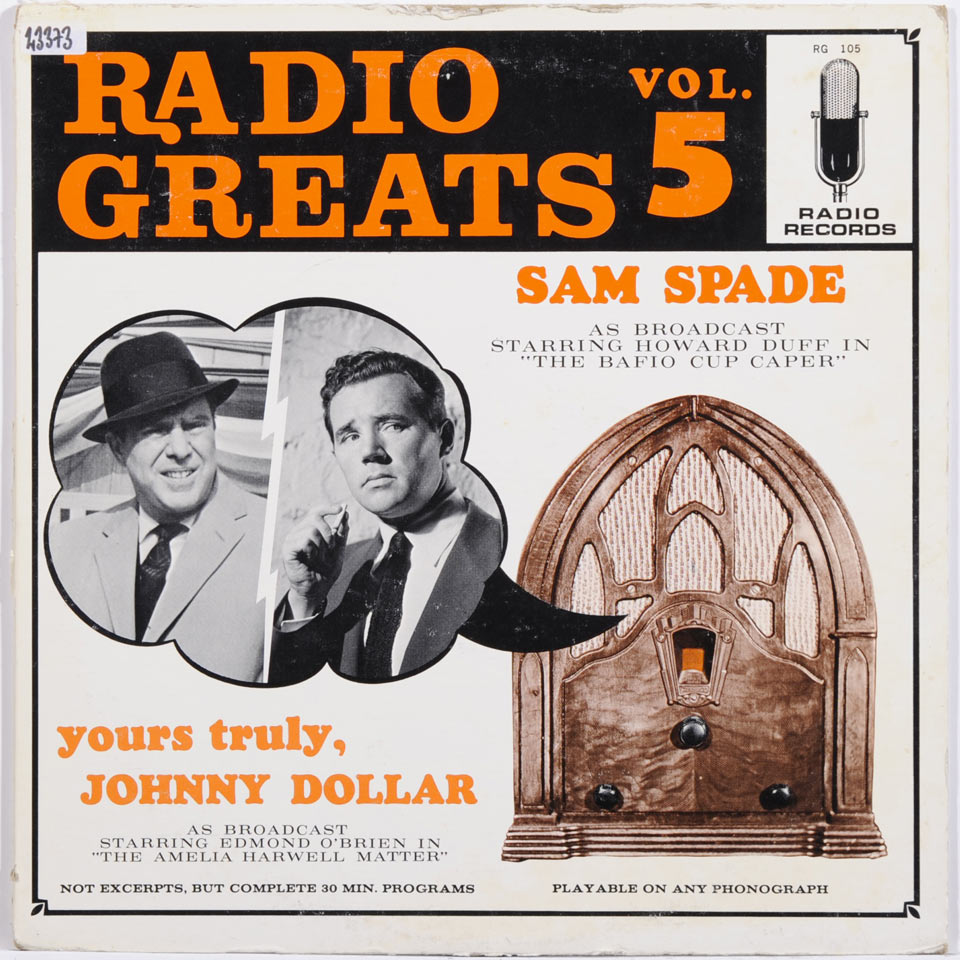 23373
RADIO
GREATS
VOL.
5
RG 105
RADIO
RECORDS
SAM SPADE
AS BROADCAST
STARRING HOWARD DUFF IN
"THE BAFIO CUP CAPER"
yours truly,
JOHNNY DOLLAR
AS BROADCAST
STARRING EDMOND O'BRIEN IN
"THE AMELIA HARWELL MATTER"
NOT EXCERPTS, BUT COMPLETE 30 MIN. PROGRAMS
PLAYABLE ON ANY PHONOGRAPH